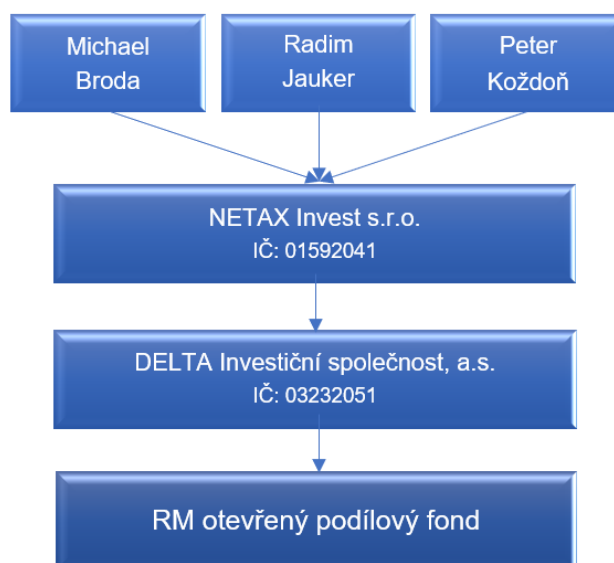 Michael
Broda
Radim
Jauker
Peter
Koždoň
NETAX Invest s.r.o.
IČ: 01592041
DELTA Investiční společnost, a.s.
IČ: 03232051
RM otevřený podílový fond